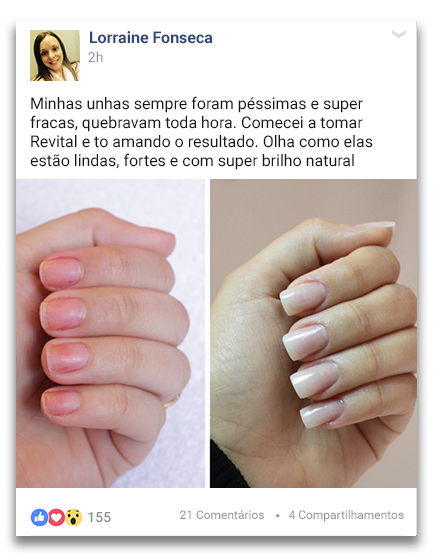 Lorraine Fonseca
2h
Minhas unhas sempre foram péssimas e super
fracas, quebravam toda hora. Comecei a tomar
Revital e to amando o resultado. Olha como elas
estão lindas, fortes e com super brilho natural
155
21 Comentários • 4 Compartilhamentos